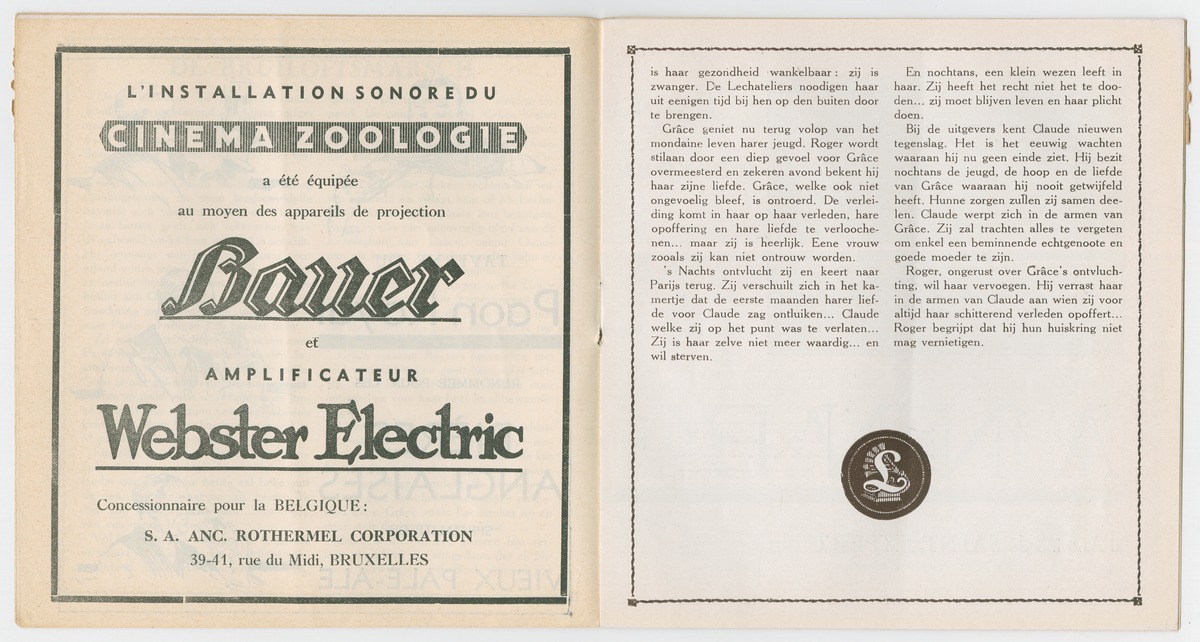 L'INSTALLATION SONORE DU
CINEMA ZOOLOGIE
a été équipée
au moyen des appareils de projection
Bauer
et
AMPLIFICATEUR
Webster Electric
Concessionnaire pour la BELGIQUE :
S. A. ANC. ROTHERMEL CORPORATION
39-41, rue du Midi, BRUXELLES
is haar gezondheid wankelbaar : zij is
zwanger. De Lechateliers noodigen haar
uit eenigen tijd bij hen op den buiten door
te brengen.
Grâce geniet nu terug volop van het
mondaine leven harer jeugd. Roger wordt
stilaan door een diep gevoel voor Grâce
overmeesterd en zekeren avond bekent hij
haar zijne liefde. Grâce, welke ook niet
ongevoelig bleef, is ontroerd. De verlei-
ding komt in haar op haar verleden, hare
opoffering en hare liefde te verlooche-
nen... maar zij is heerlijk. Eene vrouw
zooals zij kan niet ontrouw worden.
's Nachts ontvlucht zij en keert naar
Parijs terug. Zij verschuilt zich in het ka-
mertje dat de eerste maanden harer lief-
de voor Claude zag ontluiken... Claude
welke zij op het punt was te verlaten...
Zij is haar zelve niet meer waardig... en
wil sterven.
En nochtans, een klein wezen leeft in
haar. Zij heeft het recht niet het te doo-
den... zij moet blijven leven en haar plicht
doen.
Bij de uitgevers kent Claude nieuwen
tegenslag. Het is het eeuwig wachten
waaraan hij nu geen einde ziet. Hij bezit
nochtans de jeugd, de hoop en de liefde
van Grâce waaraan hij nooit getwijfeld
heeft. Hunne zorgen zullen zij samen dee-
len. Claude werpt zich in de armen van
Grâce. Zij zal trachten alles te vergeten
om enkel een beminnende echtgenoote en
goede moeder te zijn.
Roger, ongerust over Grâce's ontvluch-
ting, wil haar vervoegen. Hij verrast haar
in de armen van Claude aan wien zij voor
altijd haar schitterend verleden opoffert...
Roger begrijpt dat hij hun huiskring niet
mag vernietigen.
L